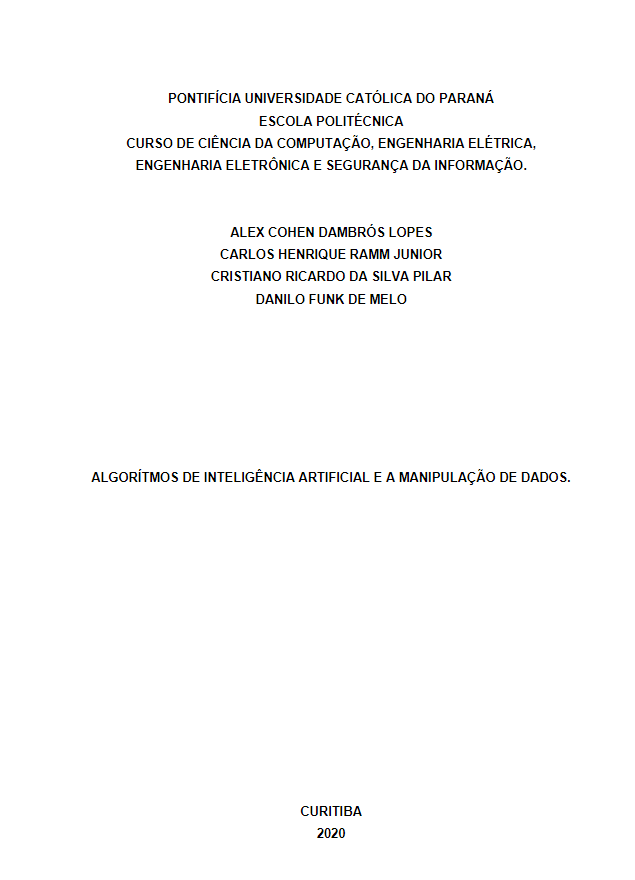 PONTIFÍCIA UNIVERSIDADE CATÓLICA DO PARANÁ
ESCOLA POLITÉCNICA
CURSO DE CIÊNCIA DA COMPUTAÇÃO, ENGENHARIA ELÉTRICA,
ENGENHARIA ELETRÔNICA E SEGURANÇA DA INFORMAÇÃO.
ALEX COHEN DAMBRÓS LOPES
CARLOS HENRIQUE RAMM JUNIOR
CRISTIANO RICARDO DA SILVA PILAR
DANILO FUNK DE MELO
ALGORÍTMOS DE INTELIGÊNCIA ARTIFICIAL E A MANIPULAÇÃO DE DADOS.
CURITIBA
2020